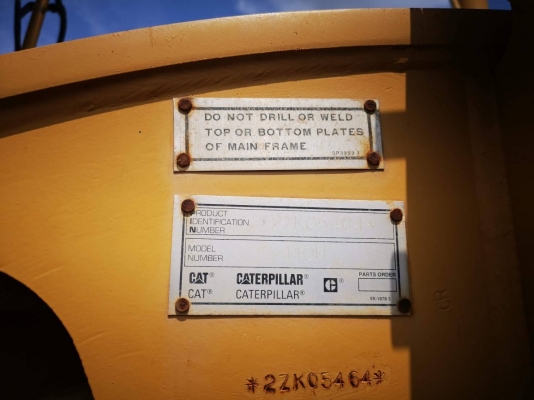 DO NOT DRILL OR WELD
TOP OR BOTTOM PLATES
OF MAIN FRAME
PRODUCT
IDENTIFICATION
NUMBER
MODEL
NUMBER
PARTS ORDER
CAT® CATERPILLAR®
CAT® CATERPILLAR®
*2ZK05464*